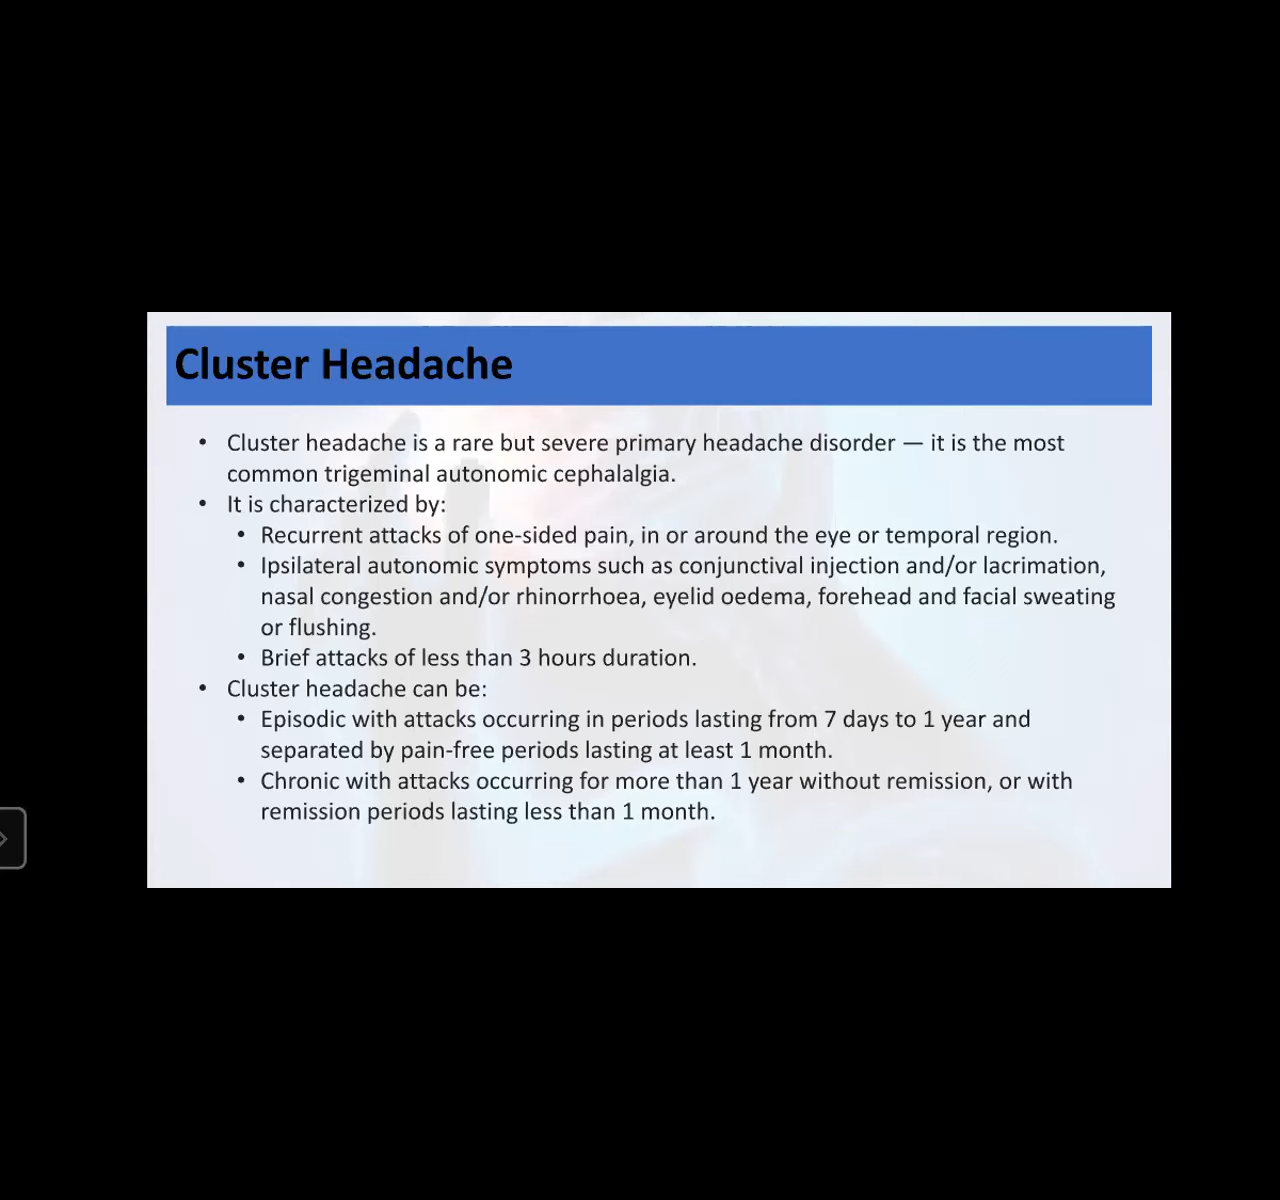 Cluster Headache
• Cluster headache is a rare but severe primary headache disorder — it is the most
common trigeminal autonomic cephalalgia.
• It is characterized by:
• Recurrent attacks of one-sided pain, in or around the eye or temporal region.
• Ipsilateral autonomic symptoms such as conjunctival injection and/or lacrimation,
nasal congestion and/or rhinorrhoea, eyelid oedema, forehead and facial sweating
or flushing.
• Brief attacks of less than 3 hours duration.
• Cluster headache can be:
• Episodic with attacks occurring in periods lasting from 7 days to 1 year and
separated by pain-free periods lasting at least 1 month.
• Chronic with attacks occurring for more than 1 year without remission, or with
remission periods lasting less than 1 month.